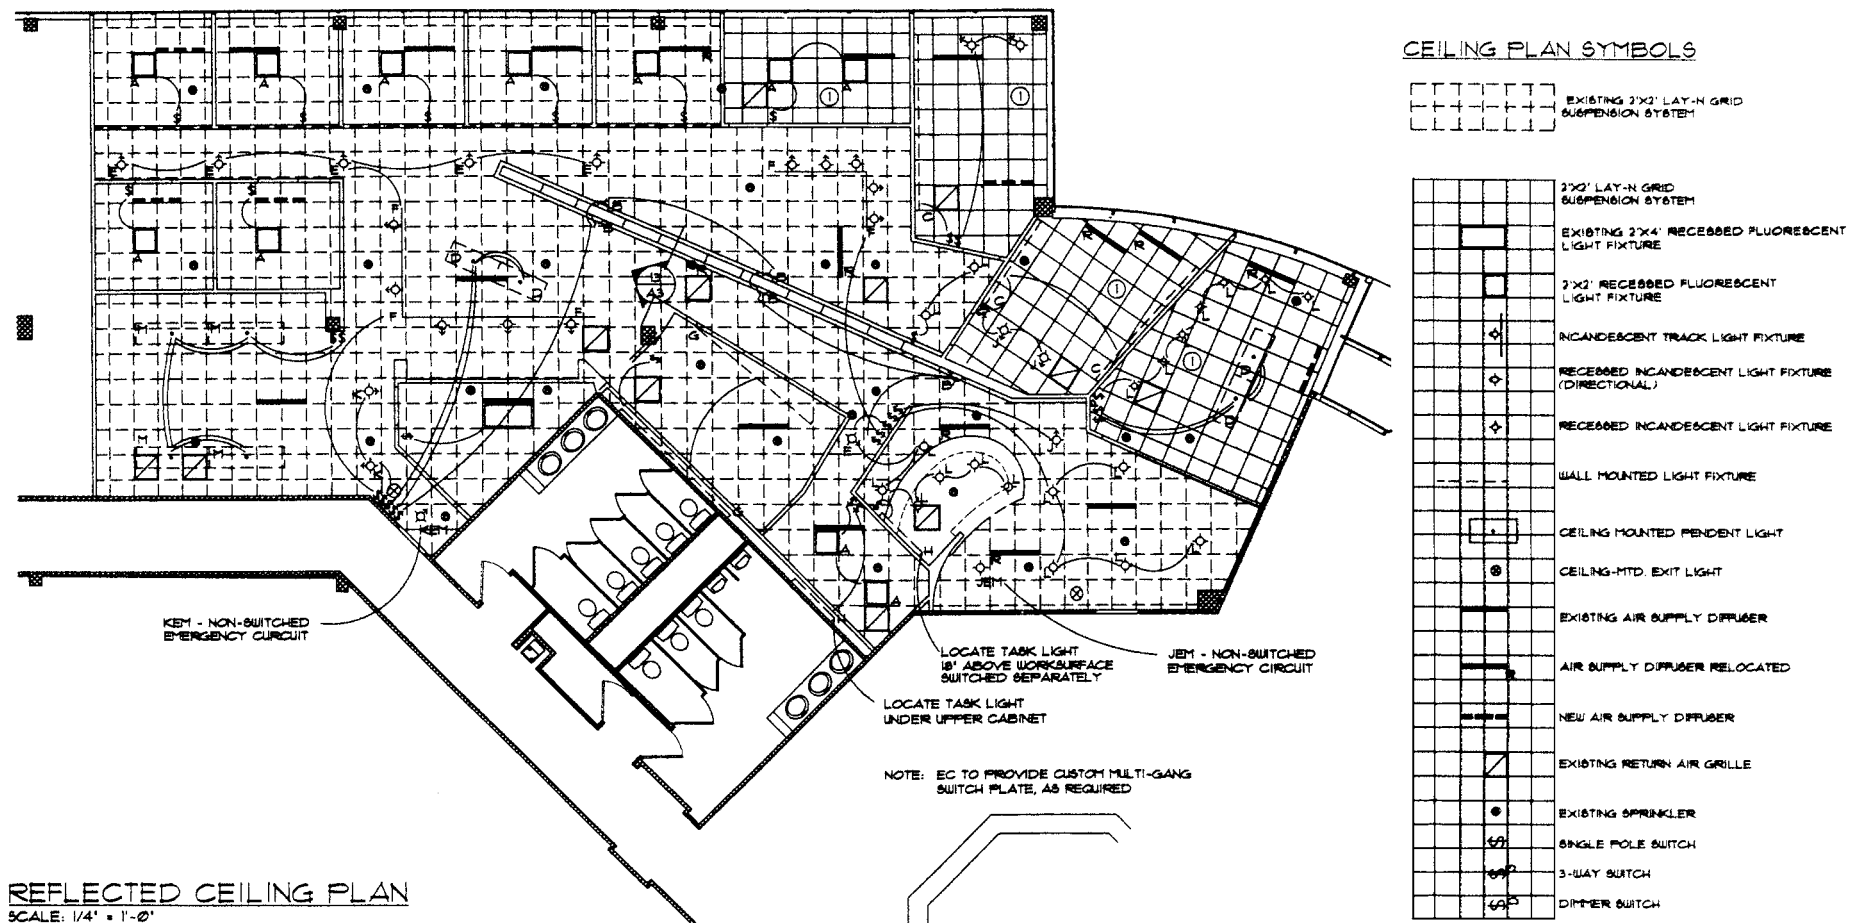 CEILING PLAN SYMBOLS
EXISTING 2'X2' LAY-N GRID
SUSPENSION SYSTEM
2'X2' LAY-N GRID
SUSPENSION SYSTEM
EXISTING 2'X4' RECESSED FLUORESCENT
LIGHT FIXTURE
2'X2' RECESSED FLUORESCENT
LIGHT FIXTURE
INCANDESCENT TRACK LIGHT FIXTURE
RECESSED INCANDESCENT LIGHT FIXTURE
(DIRECTIONAL)
RECESSED INCANDESCENT LIGHT FIXTURE
WALL MOUNTED LIGHT FIXTURE
CEILING MOUNTED PENDENT LIGHT
CEILING-MTD. EXIT LIGHT
EXISTING AIR SUPPLY DIFFUSER
AIR SUPPLY DIFFUSER RELOCATED
NEW AIR SUPPLY DIFFUSER
EXISTING RETURN AIR GRILLE
EXISTING SPRINKLER
SINGLE POLE SWITCH
3-WAY SWITCH
DIMMER SWITCH
KEM - NON-SWITCHED
EMERGENCY CURCUIT
LOCATE TASK LIGHT
18" ABOVE WORKSURFACE
SWITCHED SEPARATELY
JEM - NON-SWITCHED
EMERGENCY CIRCUIT
LOCATE TASK LIGHT
UNDER UPPER CABINET
NOTE: EC TO PROVIDE CUSTOM MULTI-GANG
SWITCH PLATE, AS REQUIRED
JEM
A3
REFLECTED CEILING PLAN
SCALE: 1/4" = 1'-0"